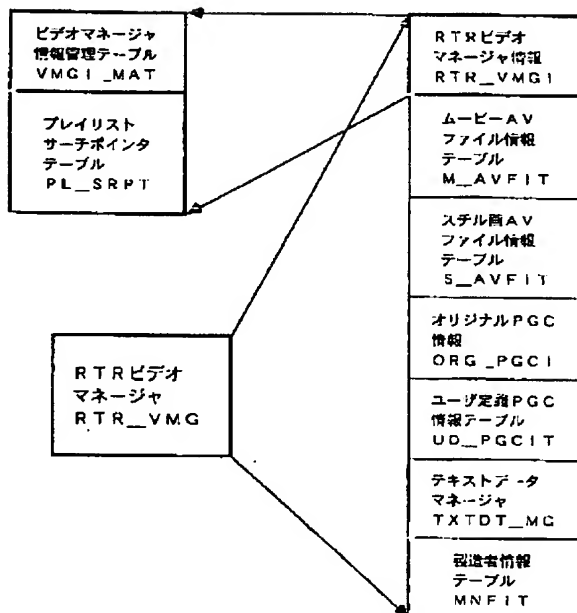 ビデオマネージャ
情報管理テーブル
VMGI_MAT
プレイリスト
サーチポインタ
テーブル
PL_SRPT
RTRビデオ
マネージャ
RTR_VMG
RTRビデオ
マネージャ情報
RTR_VMGI
ムービーAV
ファイル情報
テーブル
M_AVFIT
スチル画AV
ファイル情報
テーブル
S_AVFIT
オリジナルPGC
情報
ORG_PGCI
ユーザ定義PGC
情報テーブル
UD_PGCIT
テキストデータ
マネージャ
TXTDT_MG
製造者情報
テーブル
MNFIT